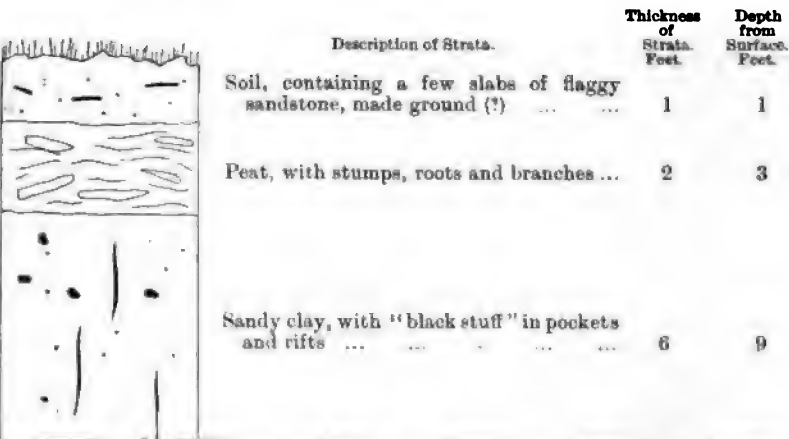 Thickness of Strata. Feet.
Depth from Surface. Feet.
Description of Strata.
Soil, containing a few slabs of flaggy
sandstone, made ground (?) ... ... 1 1
Peat, with stumps, roots and branches ... 2 3
Sandy clay, with "black stuff" in pockets
and rifts ... ... . ... ... 6 9